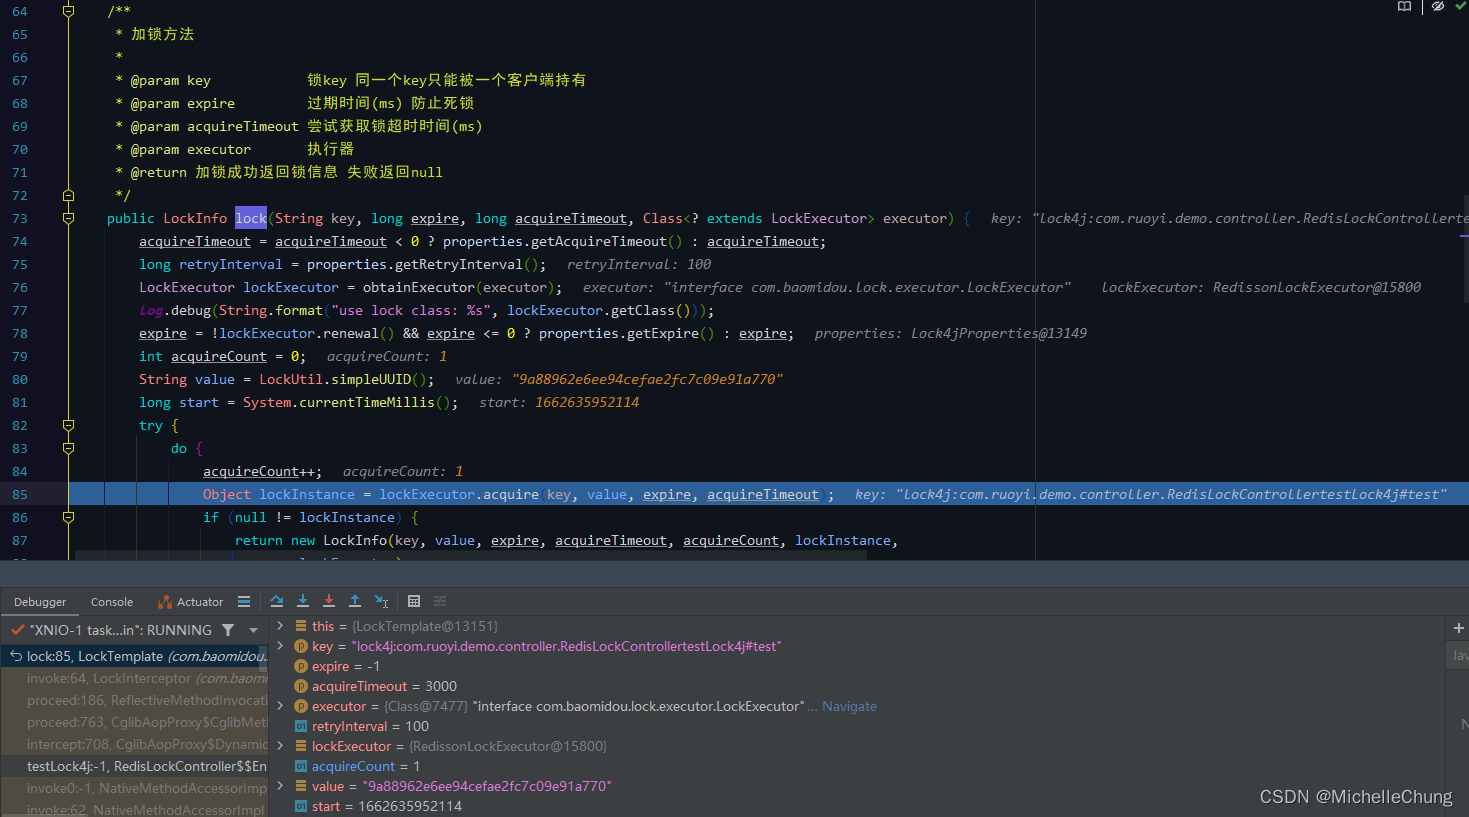 64 /**
65 * 加锁方法
66 *
67 * @param key 锁key 同一个key只能被一个客户端持有
68 * @param expire 过期时间(ms) 防止死锁
69 * @param acquireTimeout 尝试获取锁超时时间(ms)
70 * @param executor 执行器
71 * @return 加锁成功返回锁信息 失败返回null
72 */
73 public LockInfo lock(String key, long expire, long acquireTimeout, Class<? extends LockExecutor> executor) { key: "lock4j:com.ruoyi.demo.controller.RedisLockControllerte
74 acquireTimeout = acquireTimeout < 0 ? properties.getAcquireTimeout() : acquireTimeout;
75 long retryInterval = properties.getRetryInterval(); retryInterval: 100
76 LockExecutor lockExecutor = obtainExecutor(executor); executor: "interface com.baomidou.lock.executor.LockExecutor" lockExecutor: RedissonLockExecutor@15800
77 log.debug(String.format("use lock class: %s", lockExecutor.getClass()));
78 expire = !lockExecutor.renewal() && expire <= 0 ? properties.getExpire() : expire; properties: Lock4jProperties@13149
79 int acquireCount = 0; acquireCount: 1
80 String value = LockUtil.simpleUUID(); value: "9a88962e6ee94cefae2fc7c09e91a770"
81 long start = System.currentTimeMillis(); start: 1662635952114
82 try {
83 do {
84 acquireCount++; acquireCount: 1
85 Object lockInstance = lockExecutor.acquire(key, value, expire, acquireTimeout); key: "lock4j:com.ruoyi.demo.controller.RedisLockControllertestLock4j#test"
86 if (null != lockInstance) {
87 return new LockInfo(key, value, expire, acquireTimeout, acquireCount, lockInstance,
Debugger Console Actuator
"XNIO-1 task...in": RUNNING
lock:85, LockTemplate (com.baomidou.
invoke:64, LockInterceptor (com.baomi
proceed:186, ReflectiveMethodInvocati
proceed:763, CglibAopProxy$CglibMet
intercept:708, CglibAopProxy$Dynamic
testLock4j:-1, RedisLockController$$En
invoke0:-1, NativeMethodAccessorImp
invoke:62, NativeMethodAccessorImpl
this = {LockTemplate@13151}
key = "lock4j:com.ruoyi.demo.controller.RedisLockControllertestLock4j#test"
expire = -1
acquireTimeout = 3000
executor = {Class@7477} "interface com.baomidou.lock.executor.LockExecutor"... Navigate
retryInterval = 100
lockExecutor = {RedissonLockExecutor@15800}
acquireCount = 1
value = "9a88962e6ee94cefae2fc7c09e91a770"
start = 1662635952114
CSDN @MichelleChung